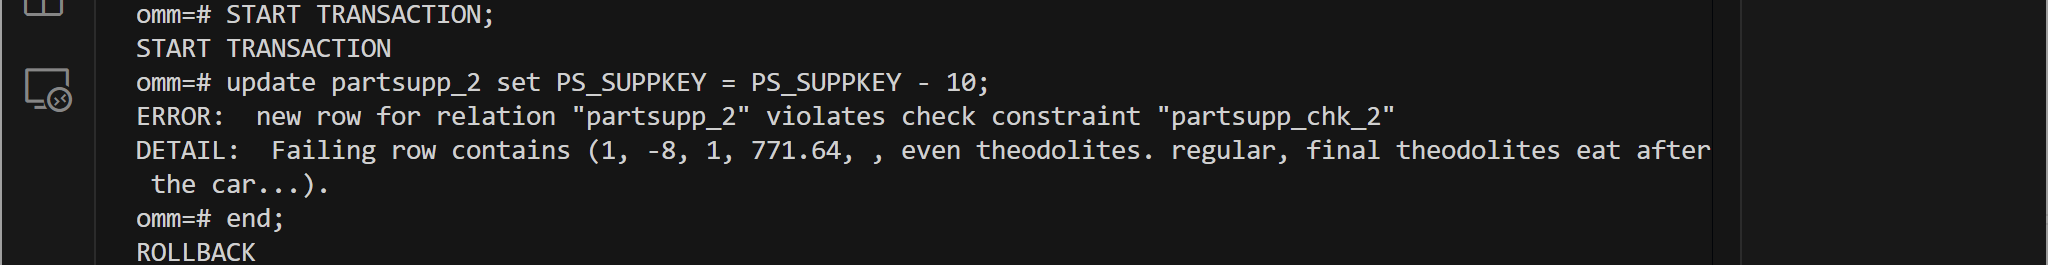 omm=# START TRANSACTION;
START TRANSACTION
omm=# update partsupp_2 set PS_SUPPKEY = PS_SUPPKEY - 10;
ERROR:  new row for relation "partsupp_2" violates check constraint "partsupp_chk_2"
DETAIL:  Failing row contains (1, -8, 1, 771.64, , even theodolites. regular, final theodolites eat after
 the car...).
omm=# end;
ROLLBACK